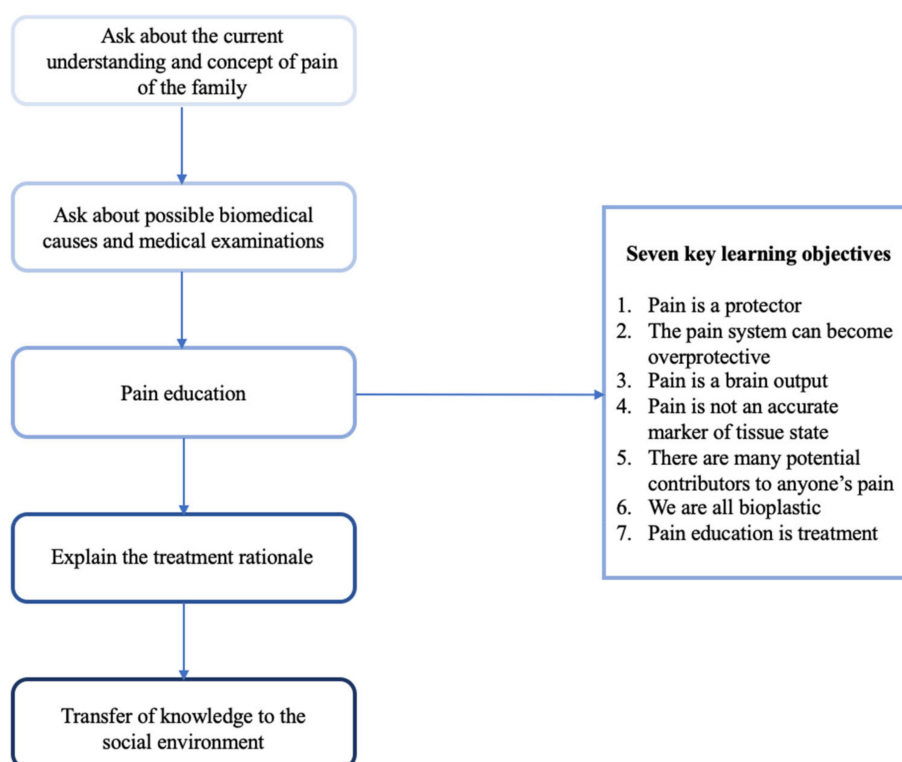 Ask about the current
understanding and concept of pain
of the family
Ask about possible biomedical
causes and medical examinations
Pain education
Explain the treatment rationale
Transfer of knowledge to the
social environment
Seven key learning objectives
1. Pain is a protector
2. The pain system can become
overprotective
3. Pain is a brain output
4. Pain is not an accurate
marker of tissue state
5. There are many potential
contributors to anyone’s pain
6. We are all bioplastic
7. Pain education is treatment